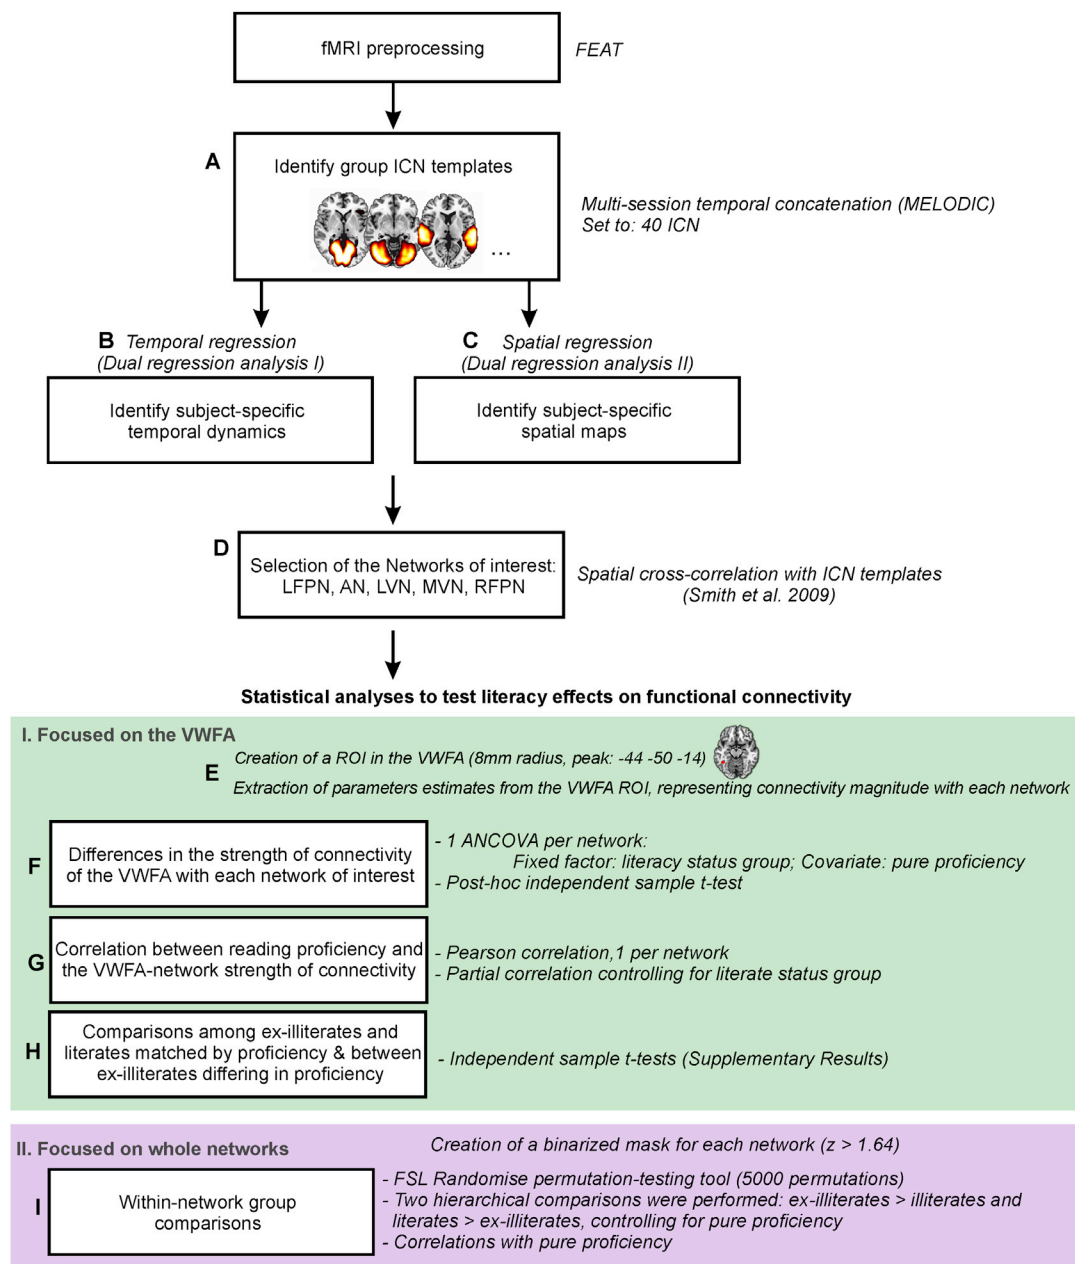 fMRI preprocessing
FEAT
A
Identify group ICN templates
...
Multi-session temporal concatenation (MELODIC)
Set to: 40 ICN
B Temporal regression
(Dual regression analysis I)
Identify subject-specific
temporal dynamics
C Spatial regression
(Dual regression analysis II)
Identify subject-specific
spatial maps
D
Selection of the Networks of interest:
LFPN, AN, LVN, MVN, RFPN
Spatial cross-correlation with ICN templates
(Smith et al. 2009)
Statistical analyses to test literacy effects on functional connectivity
I. Focused on the VWFA
E
Creation of a ROI in the VWFA (8mm radius, peak: -44 -50 -14)
Extraction of parameters estimates from the VWFA ROI, representing connectivity magnitude with each network
F
Differences in the strength of connectivity
of the VWFA with each network of interest
- 1 ANCOVA per network:
Fixed factor: literacy status group; Covariate: pure proficiency
- Post-hoc independent sample t-test
G
Correlation between reading proficiency and
the VWFA-network strength of connectivity
- Pearson correlation,1 per network
- Partial correlation controlling for literate status group
H
Comparisons among ex-illiterates and
literates matched by proficiency & between
ex-illiterates differing in proficiency
- Independent sample t-tests (Supplementary Results)
II. Focused on whole networks
Creation of a binarized mask for each network (z > 1.64)
I
Within-network group
comparisons
- FSL Randomise permutation-testing tool (5000 permutations)
- Two hierarchical comparisons were performed: ex-illiterates > illiterates and
literates > ex-illiterates, controlling for pure proficiency
- Correlations with pure proficiency